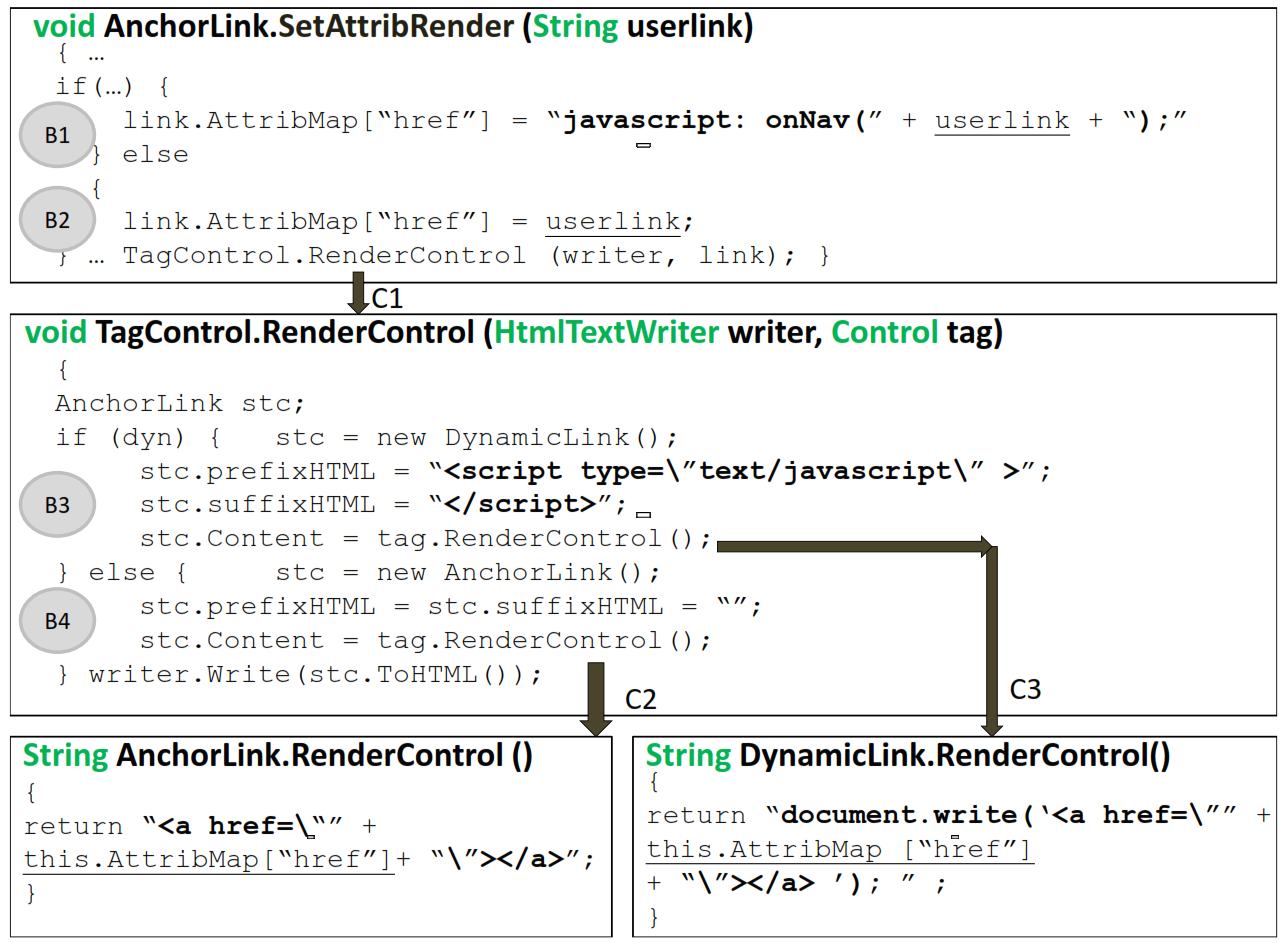 void AnchorLink.SetAttribRender (String userlink)
{ …
if(…) {
B1
link.AttribMap[“href”] = “javascript: onNav(” + userlink + “);”
} else
{
B2
link.AttribMap[“href”] = userlink;
} … TagControl.RenderControl (writer, link); }
C1
void TagControl.RenderControl (HtmlTextWriter writer, Control tag)
{
AnchorLink stc;
if (dyn) { stc = new DynamicLink();
stc.prefixHTML = “<script type=\”text/javascript\” >”;
B3
stc.suffixHTML = “</script>”;
stc.Content = tag.RenderControl();
} else { stc = new AnchorLink();
B4
stc.prefixHTML = stc.suffixHTML = “”;
stc.Content = tag.RenderControl();
} writer.Write(stc.ToHTML());
C2
C3
String AnchorLink.RenderControl ()
{
return “<a href=\“” +
this.AttribMap[“href”]+ “\”></a>”;
}
String DynamicLink.RenderControl()
{
return “document.write(‘<a href=\”” +
this.AttribMap [“href”]
+ “\”></a> ’); ” ;
}